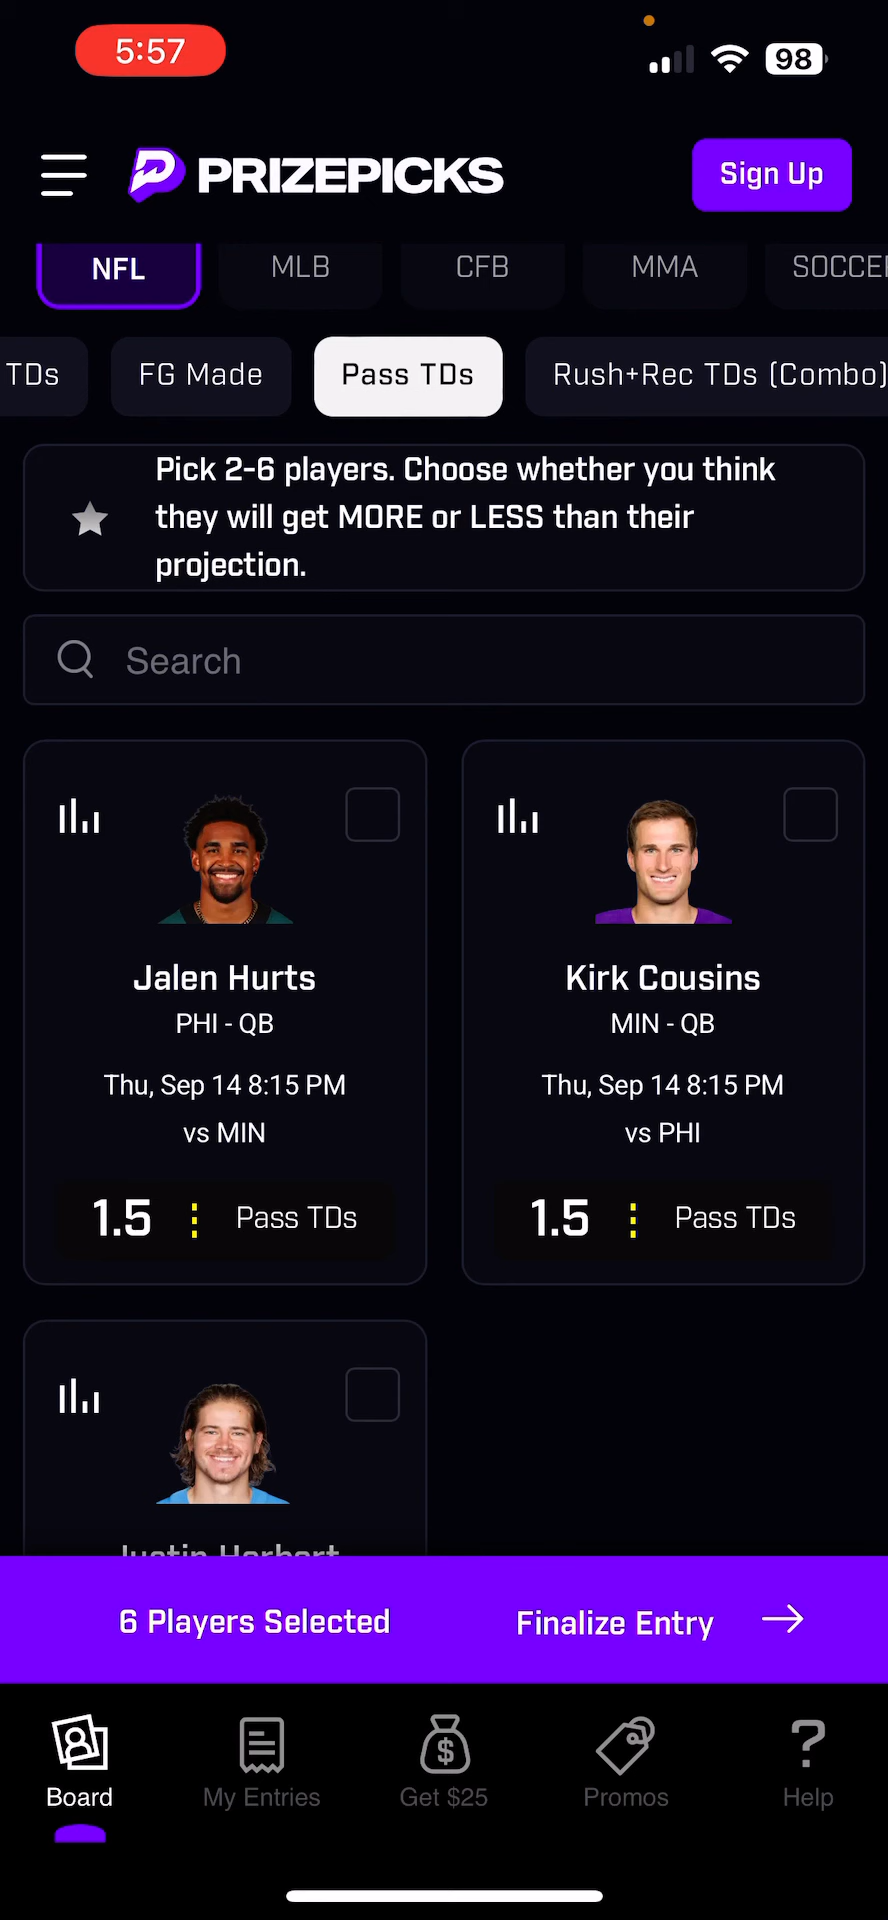 5:57
98
PRIZEPICKS
Sign Up
NFL
MLB
CFB
MMA
SOCCER
TDs
FG Made
Pass TDs
Rush+Rec TDs (Combo)
Pick 2-6 players. Choose whether you think
they will get MORE or LESS than their
projection.
Search
Jalen Hurts
PHI - QB
Thu, Sep 14 8:15 PM
vs MIN
1.5
Pass TDs
Kirk Cousins
MIN - QB
Thu, Sep 14 8:15 PM
vs PHI
1.5
Pass TDs
Justin Herbert
6 Players Selected
Finalize Entry
Board
My Entries
Get $25
Promos
Help